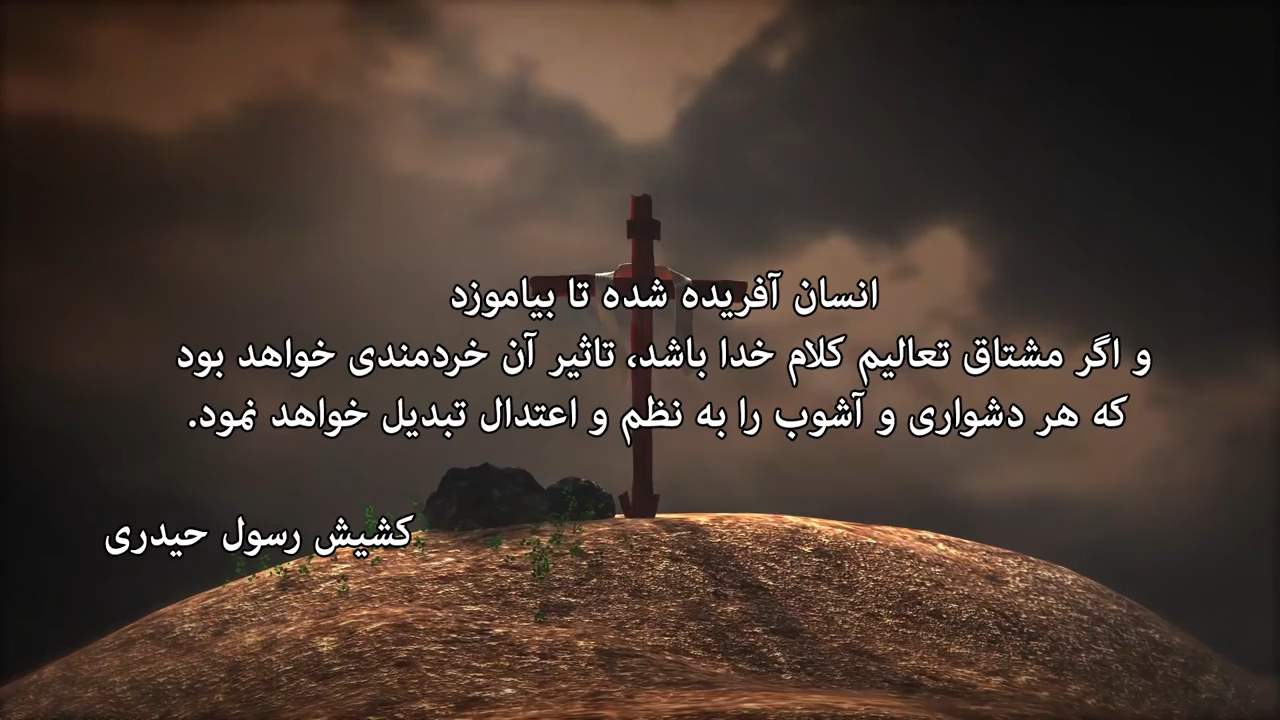 انسان آفریده شده تا بیاموزد
و اگر مشتاق تعالیم کلام خدا باشد، تاثیر آن خردمندی خواهد بود
که هر دشواری و آشوب را به نظم و اعتدال تبدیل خواهد نمود.
کشیش رسول حیدری